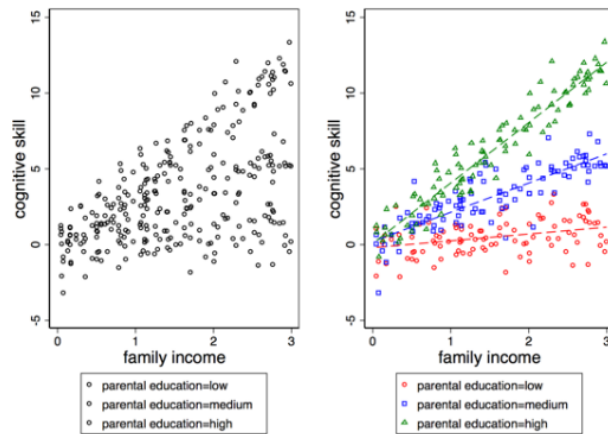 15
10
5
0
-5
cognitive skill
0
1
2
3
family income
parental education=low
parental education=medium
parental education=high
15
10
5
0
-5
cognitive skill
0
1
2
3
family income
parental education=low
parental education=medium
parental education=high